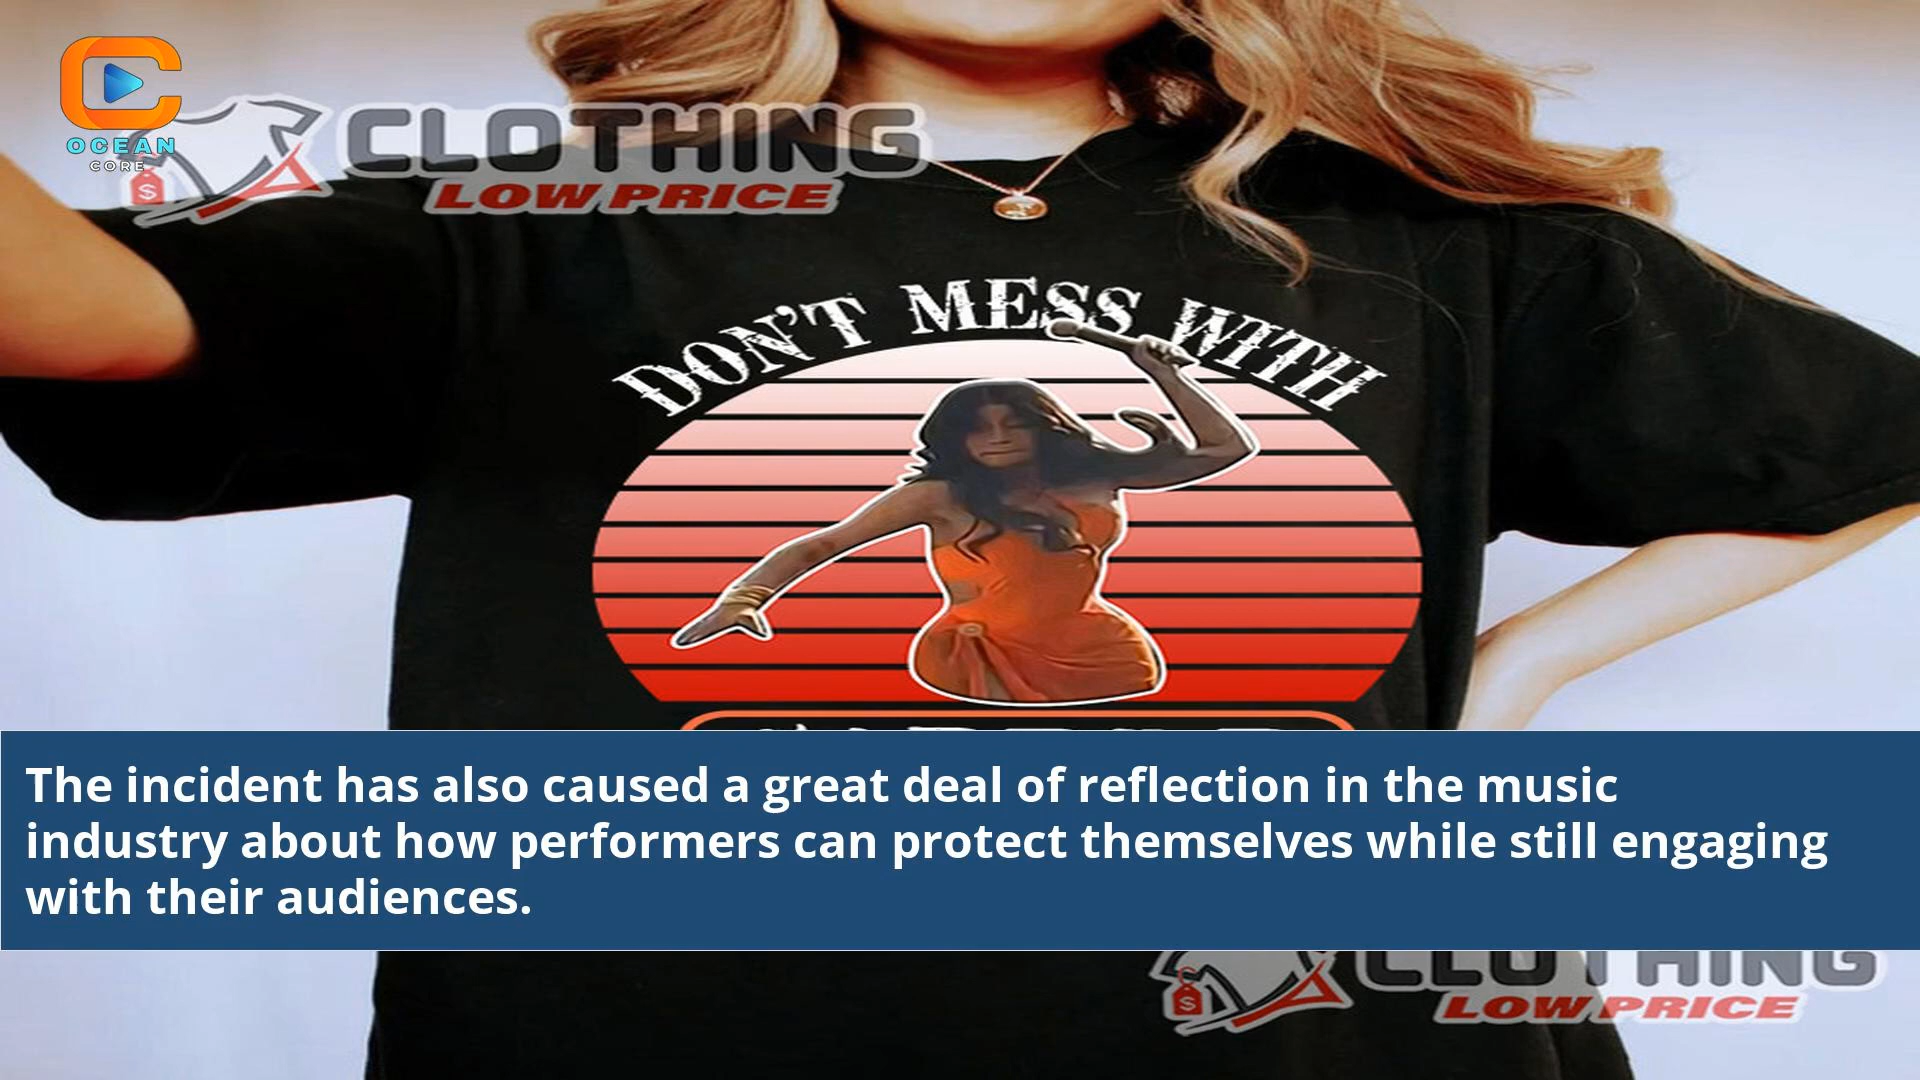 OCEAN
CORE
CLOTHING
LOW PRICE
$
DON'T MESS WITH
The incident has also caused a great deal of reflection in the music
industry about how performers can protect themselves while still engaging
with their audiences.
CLOTHING
LOW PRICE
$